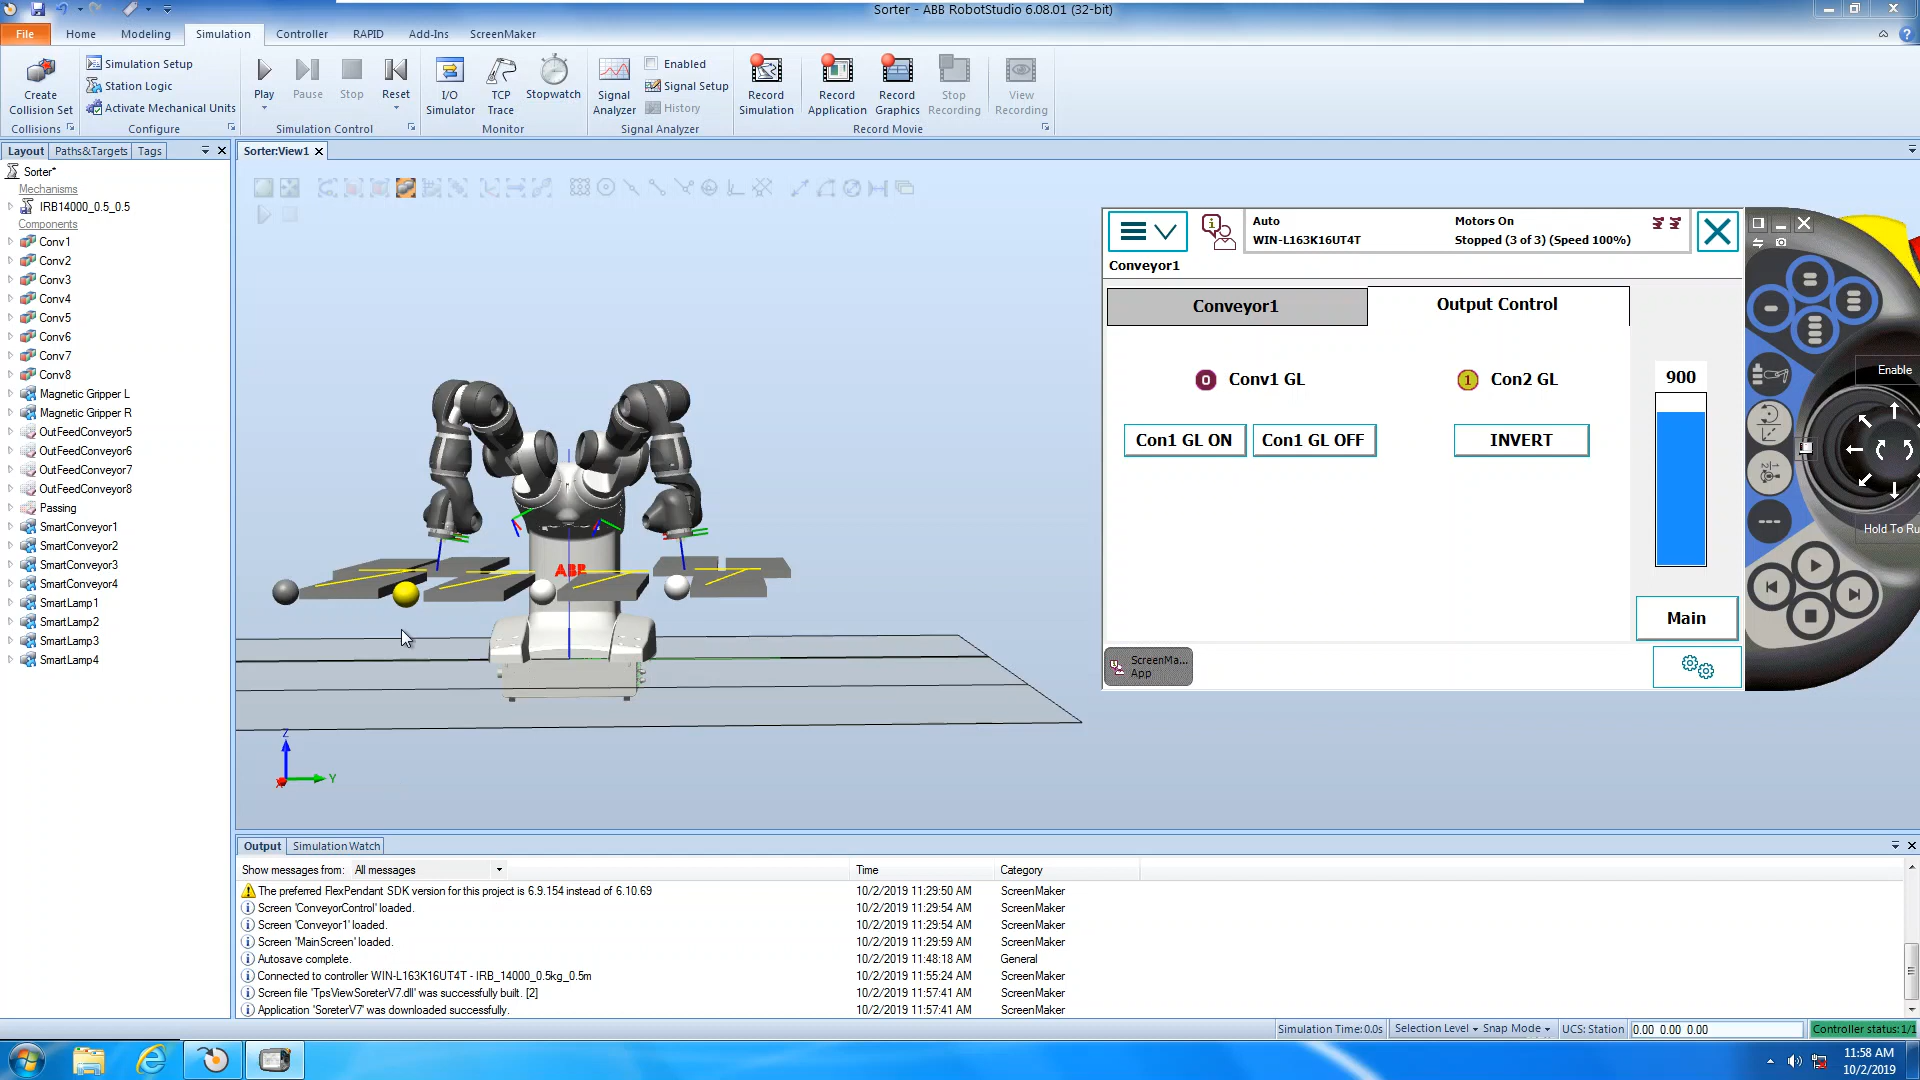 Sorter - ABB RobotStudio 6.08.01 (32-bit)
File Home Modeling Simulation Controller RAPID Add-Ins ScreenMaker
Create Collision Set
Collisions
Simulation Setup
Station Logic
Activate Mechanical Units
Configure
Play Pause Stop Reset
Simulation Control
I/O Simulator
TCP Trace
Stopwatch
Monitor
Signal Analyzer
Enabled
Signal Setup
History
Signal Analyzer
Record Simulation
Record Application
Record Graphics
Stop Recording
View Recording
Record Movie
Layout Paths&Targets Tags
Sorter*
Mechanisms
IRB14000_0.5_0.5
Components
Conv1
Conv2
Conv3
Conv4
Conv5
Conv6
Conv7
Conv8
Magnetic Gripper L
Magnetic Gripper R
OutFeedConveyor5
OutFeedConveyor6
OutFeedConveyor7
OutFeedConveyor8
Passing
SmartConveyor1
SmartConveyor2
SmartConveyor3
SmartConveyor4
SmartLamp1
SmartLamp2
SmartLamp3
SmartLamp4
Sorter:View1
ABB
Z
Y
X
Auto
WIN-L163K16UT4T
Motors On
Stopped (3 of 3) (Speed 100%)
Conveyor1
Conveyor1 Output Control
0 Conv1 GL 1 Con2 GL
Con1 GL ON Con1 GL OFF INVERT
900
Main
ScreenMa...
App
Enable
Hold To Ru
Output Simulation Watch
Show messages from: All messages Time Category
The preferred FlexPendant SDK version for this project is 6.9.154 instead of 6.10.69 10/2/2019 11:29:50 AM ScreenMaker
Screen 'ConveyorControl' loaded. 10/2/2019 11:29:54 AM ScreenMaker
Screen 'Conveyor1' loaded. 10/2/2019 11:29:54 AM ScreenMaker
Screen 'MainScreen' loaded. 10/2/2019 11:29:59 AM ScreenMaker
Autosave complete. 10/2/2019 11:48:18 AM General
Connected to controller WIN-L163K16UT4T - IRB_14000_0.5kg_0.5m 10/2/2019 11:55:24 AM ScreenMaker
Screen file 'TpsViewSoreterV7.dll' was successfully built. [2] 10/2/2019 11:57:41 AM ScreenMaker
Application 'SoreterV7' was downloaded successfully. 10/2/2019 11:57:41 AM ScreenMaker
Simulation Time: 0.0s Selection Level Snap Mode UCS: Station 0.00 0.00 0.00 Controller status: 1/1
11:58 AM
10/2/2019